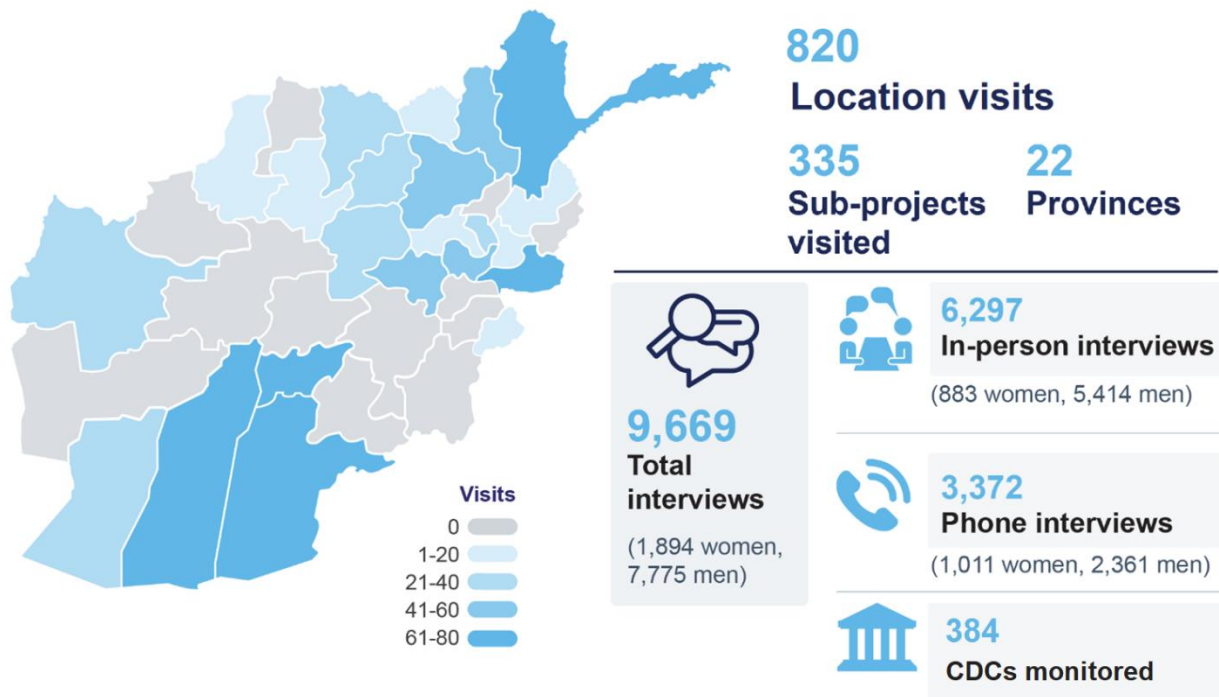 820
Location visits
335
Sub-projects
visited
22
Provinces
9,669
Total
interviews
(1,894 women,
7,775 men)
6,297
In-person interviews
(883 women, 5,414 men)
3,372
Phone interviews
(1,011 women, 2,361 men)
384
CDCs monitored
Visits
0
1-20
21-40
41-60
61-80